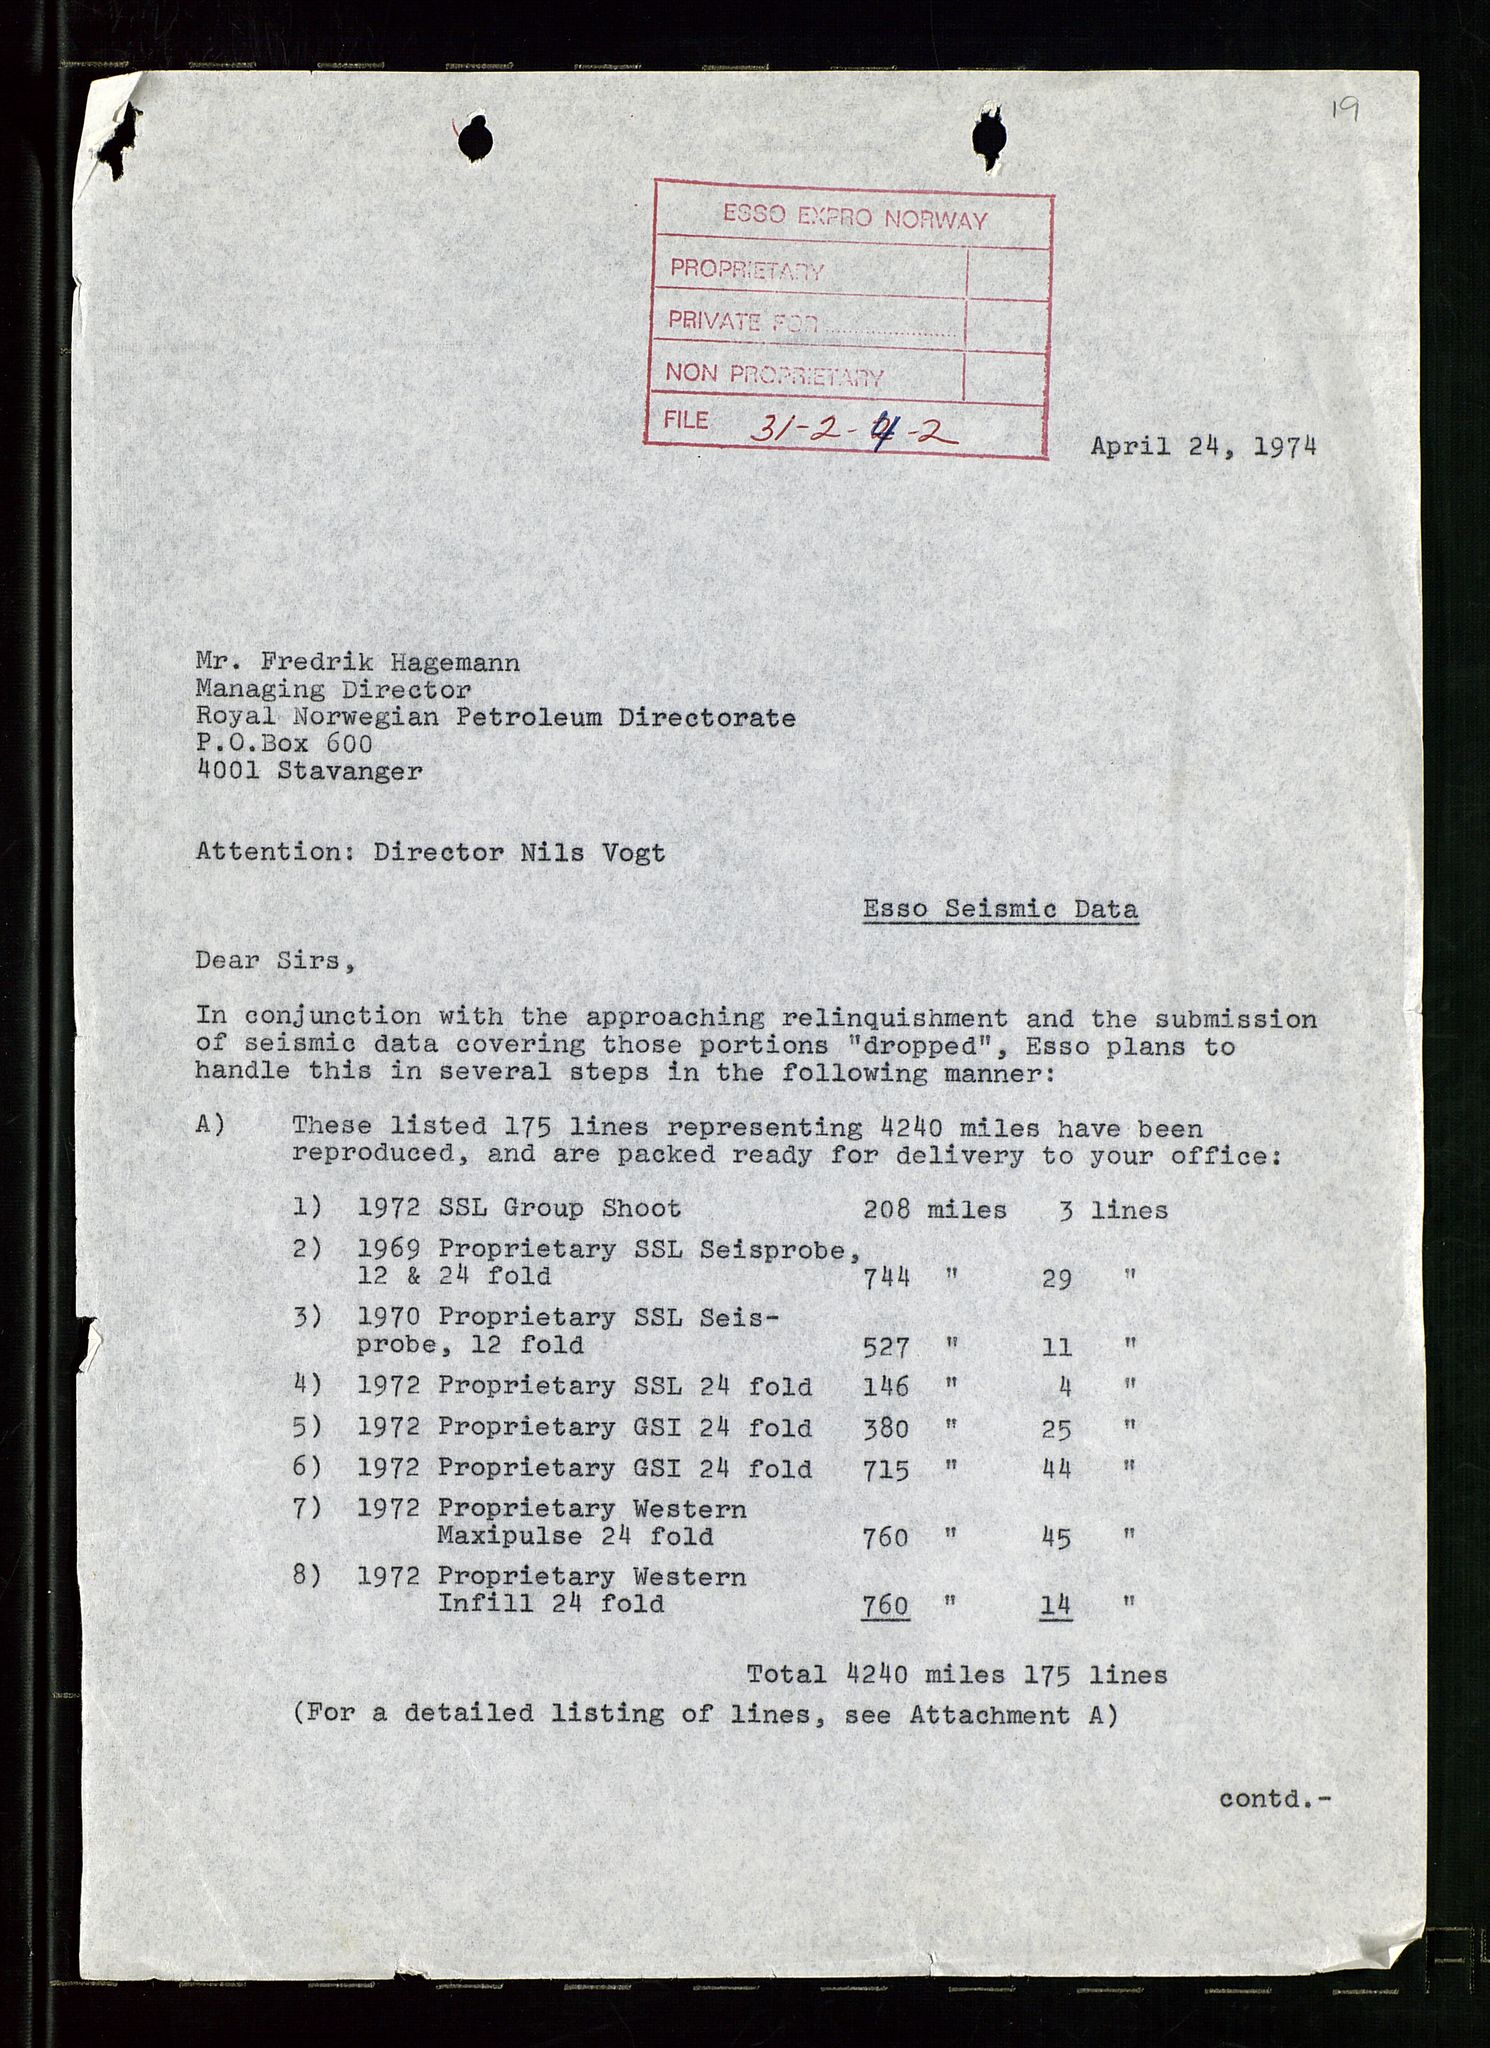 19
ESSO EXPRO NORWAY
PROPRIETARY
PRIVATE FOR ......................
NON PROPRIETARY
FILE 31-2-4-2
April 24, 1974
Mr. Fredrik Hagemann
Managing Director
Royal Norwegian Petroleum Directorate
P.O.Box 600
4001 Stavanger
Attention: Director Nils Vogt
Esso Seismic Data
Dear Sirs,
In conjunction with the approaching relinquishment and the submission
of seismic data covering those portions "dropped", Esso plans to
handle this in several steps in the following manner:
A) These listed 175 lines representing 4240 miles have been
reproduced, and are packed ready for delivery to your office:
1) 1972 SSL Group Shoot 208 miles 3 lines
2) 1969 Proprietary SSL Seisprobe,
12 & 24 fold 744 " 29 "
3) 1970 Proprietary SSL Seis-
probe, 12 fold 527 " 11 "
4) 1972 Proprietary SSL 24 fold 146 " 4 "
5) 1972 Proprietary GSI 24 fold 380 " 25 "
6) 1972 Proprietary GSI 24 fold 715 " 44 "
7) 1972 Proprietary Western
Maxipulse 24 fold 760 " 45 "
8) 1972 Proprietary Western
Infill 24 fold 760 " 14 "
Total 4240 miles 175 lines
(For a detailed listing of lines, see Attachment A)
contd.-